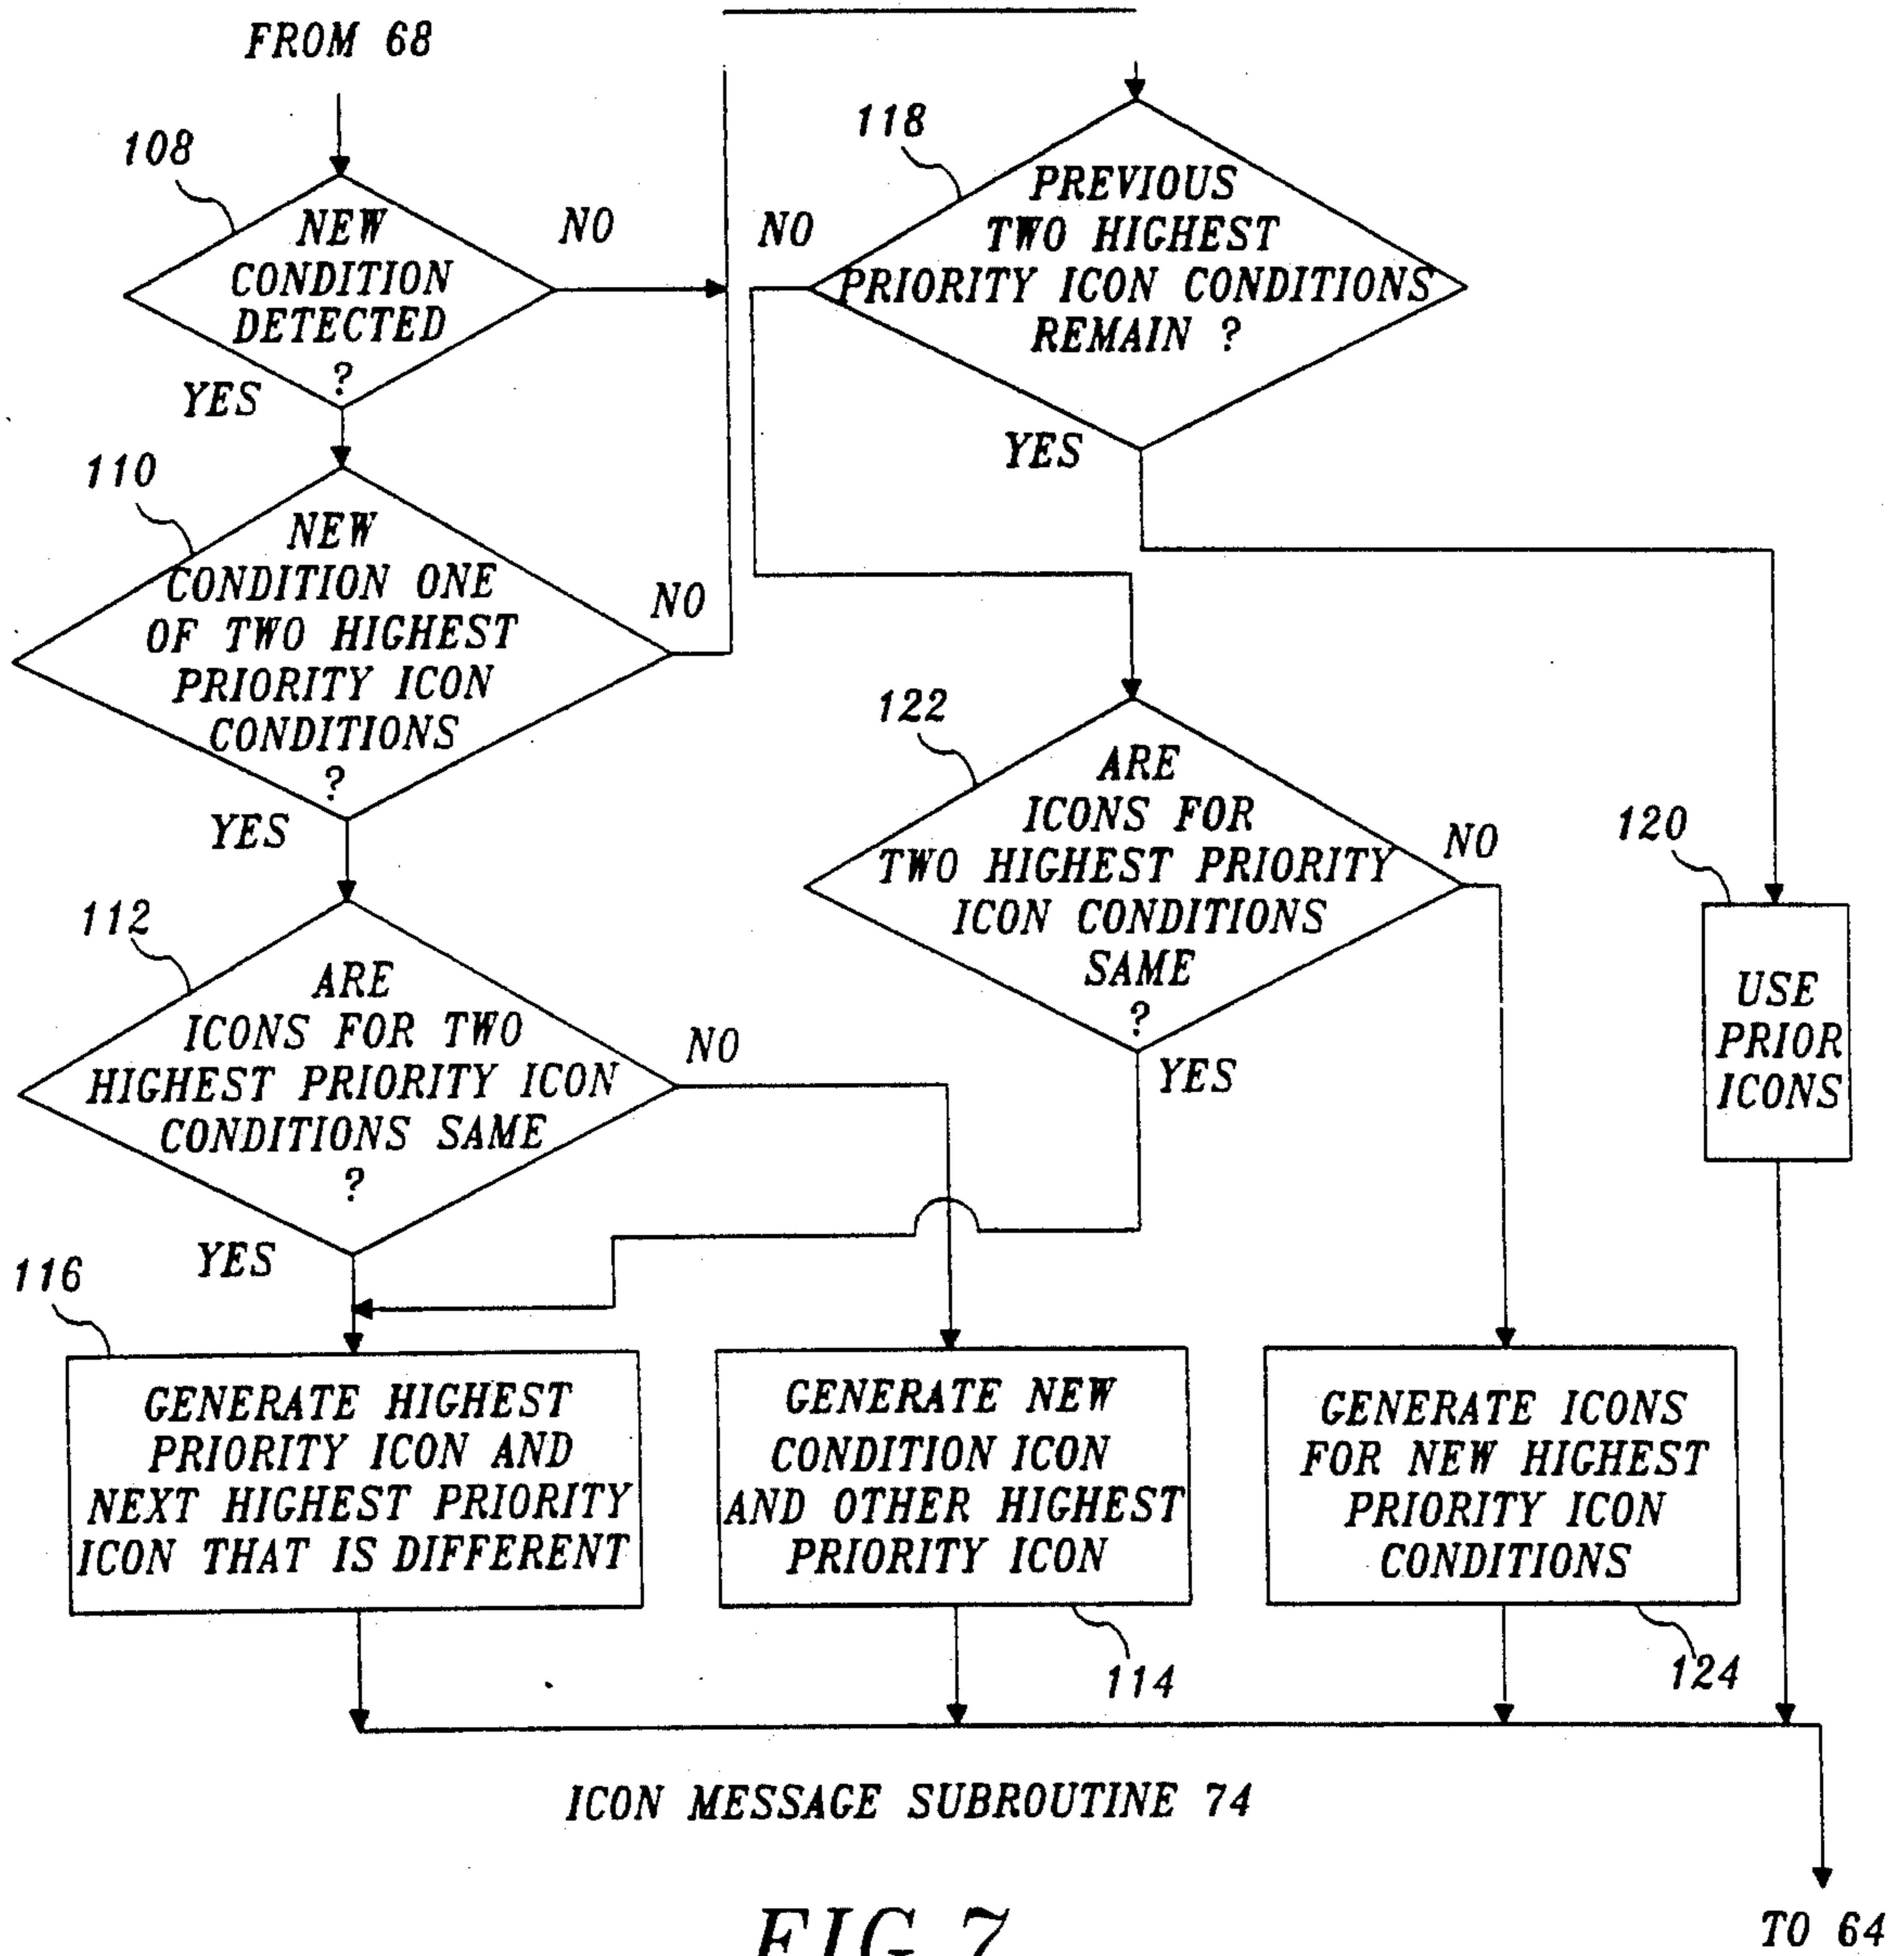 FROM 68
108
NEW
CONDITION
DETECTED
?
NO
YES
110
NEW
CONDITION ONE
OF TWO HIGHEST
PRIORITY ICON
CONDITIONS
?
NO
YES
112
ARE
ICONS FOR TWO
HIGHEST PRIORITY ICON
CONDITIONS SAME
?
NO
YES
118
PREVIOUS
TWO HIGHEST
PRIORITY ICON CONDITIONS
REMAIN ?
NO
YES
122
ARE
ICONS FOR
TWO HIGHEST PRIORITY
ICON CONDITIONS
SAME
?
NO
YES
120
USE
PRIOR
ICONS
116
GENERATE HIGHEST
PRIORITY ICON AND
NEXT HIGHEST PRIORITY
ICON THAT IS DIFFERENT
GENERATE NEW
CONDITION ICON
AND OTHER HIGHEST
PRIORITY ICON
114
GENERATE ICONS
FOR NEW HIGHEST
PRIORITY ICON
CONDITIONS
124
ICON MESSAGE SUBROUTINE 74
TO 64
FIG 7